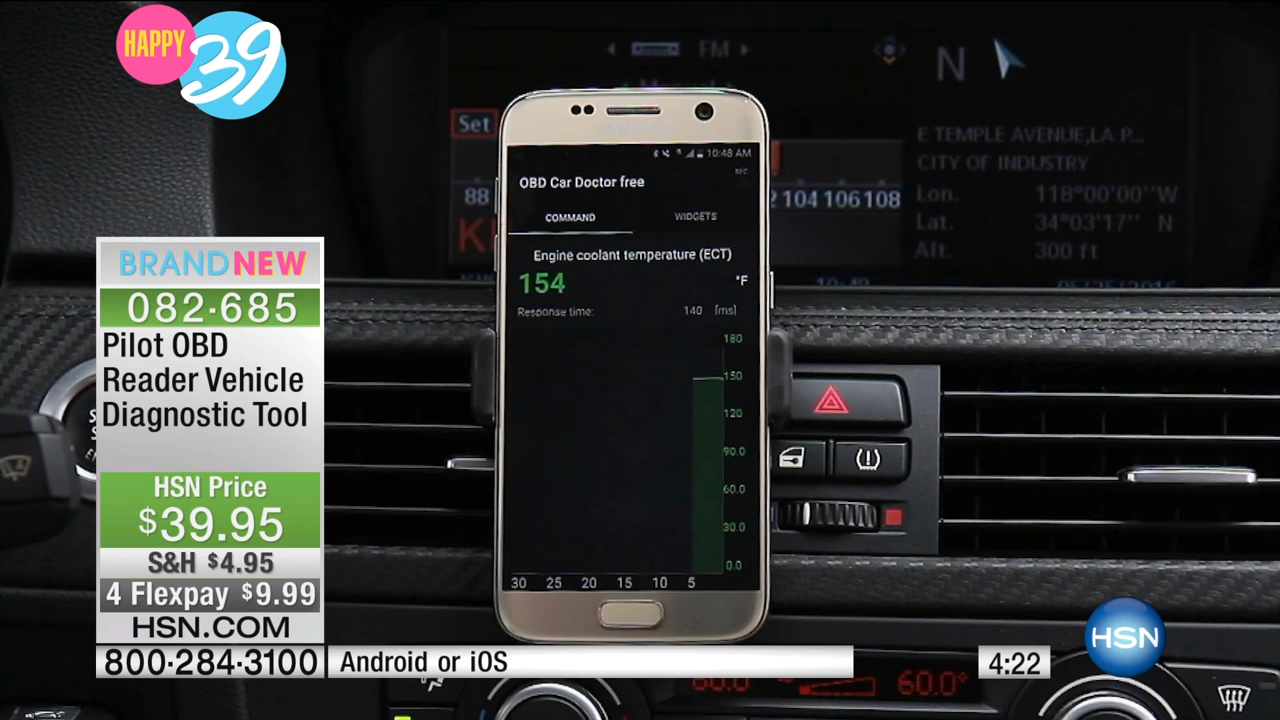 HAPPY
39
BRAND NEW
082-685
Pilot OBD
Reader Vehicle
Diagnostic Tool
HSN Price
$39.95
S&H $4.95
4 Flexpay $9.99
HSN.COM
800-284-3100
Android or iOS
4:22
HSN
10:48 AM
REC
OBD Car Doctor free
COMMAND
WIDGETS
Engine coolant temperature (ECT)
154
°F
Response time:
140 [ms]
180
150
120
90.0
60.0
30.0
0.0
30 25 20 15 10 5
FM
N
Set
88
104 106 108
E TEMPLE AVENUE,LA P...
CITY OF INDUSTRY
Lon. 118°00'00"W
Lat. 34°03'17" N
Alt. 300 ft
60.0
60.0°